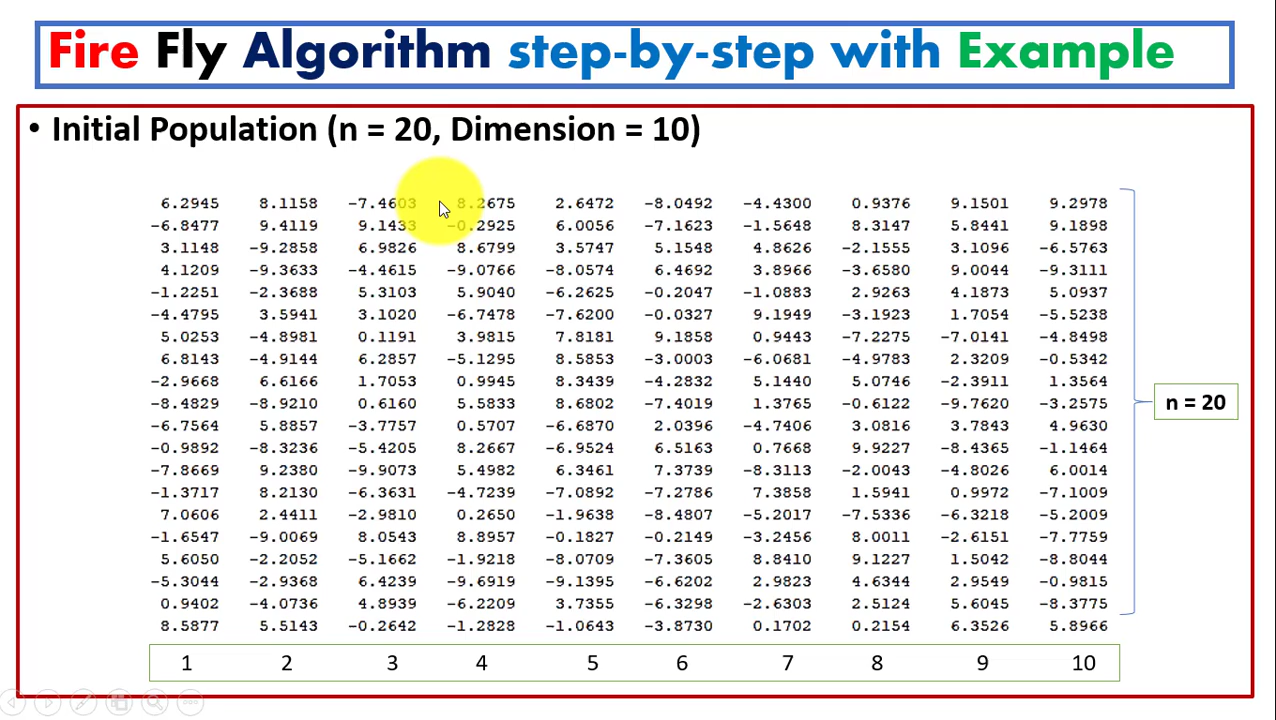 Fire Fly Algorithm step-by-step with Example
• Initial Population (n = 20, Dimension = 10)
6.2945 8.1158 -7.4603 8.2675 2.6472 -8.0492 -4.4300 0.9376 9.1501 9.2978
-6.8477 9.4119 9.1433 -0.2925 6.0056 -7.1623 -1.5648 8.3147 5.8441 9.1898
3.1148 -9.2858 6.9826 8.6799 3.5747 5.1548 4.8626 -2.1555 3.1096 -6.5763
4.1209 -9.3633 -4.4615 -9.0766 -8.0574 6.4692 3.8966 -3.6580 9.0044 -9.3111
-1.2251 -2.3688 5.3103 5.9040 -6.2625 -0.2047 -1.0883 2.9263 4.1873 5.0937
-4.4795 3.5941 3.1020 -6.7478 -7.6200 -0.0327 9.1949 -3.1923 1.7054 -5.5238
5.0253 -4.8981 0.1191 3.9815 7.8181 9.1858 0.9443 -7.2275 -7.0141 -4.8498
6.8143 -4.9144 6.2857 -5.1295 8.5853 -3.0003 -6.0681 -4.9783 2.3209 -0.5342
-2.9668 6.6166 1.7053 0.9945 8.3439 -4.2832 5.1440 5.0746 -2.3911 1.3564
-8.4829 -8.9210 0.6160 5.5833 8.6802 -7.4019 1.3765 -0.6122 -9.7620 -3.2575
n = 20
-6.7564 5.8857 -3.7757 0.5707 -6.6870 2.0396 -4.7406 3.0816 3.7843 4.9630
-0.9892 -8.3236 -5.4205 8.2667 -6.9524 6.5163 0.7668 9.9227 -8.4365 -1.1464
-7.8669 9.2380 -9.9073 5.4982 6.3461 7.3739 -8.3113 -2.0043 -4.8026 6.0014
-1.3717 8.2130 -6.3631 -4.7239 -7.0892 -7.2786 7.3858 1.5941 0.9972 -7.1009
7.0606 2.4411 -2.9810 0.2650 -1.9638 -8.4807 -5.2017 -7.5336 -6.3218 -5.2009
-1.6547 -9.0069 8.0543 8.8957 -0.1827 -0.2149 -3.2456 8.0011 -2.6151 -7.7759
5.6050 -2.2052 -5.1662 -1.9218 -8.0709 -7.3605 8.8410 9.1227 1.5042 -8.8044
-5.3044 -2.9368 6.4239 -9.6919 -9.1395 -6.6202 2.9823 4.6344 2.9549 -0.9815
0.9402 -4.0736 4.8939 -6.2209 3.7355 -6.3298 -2.6303 2.5124 5.6045 -8.3775
8.5877 5.5143 -0.2642 -1.2828 -1.0643 -3.8730 0.1702 0.2154 6.3526 5.8966
1 2 3 4 5 6 7 8 9 10